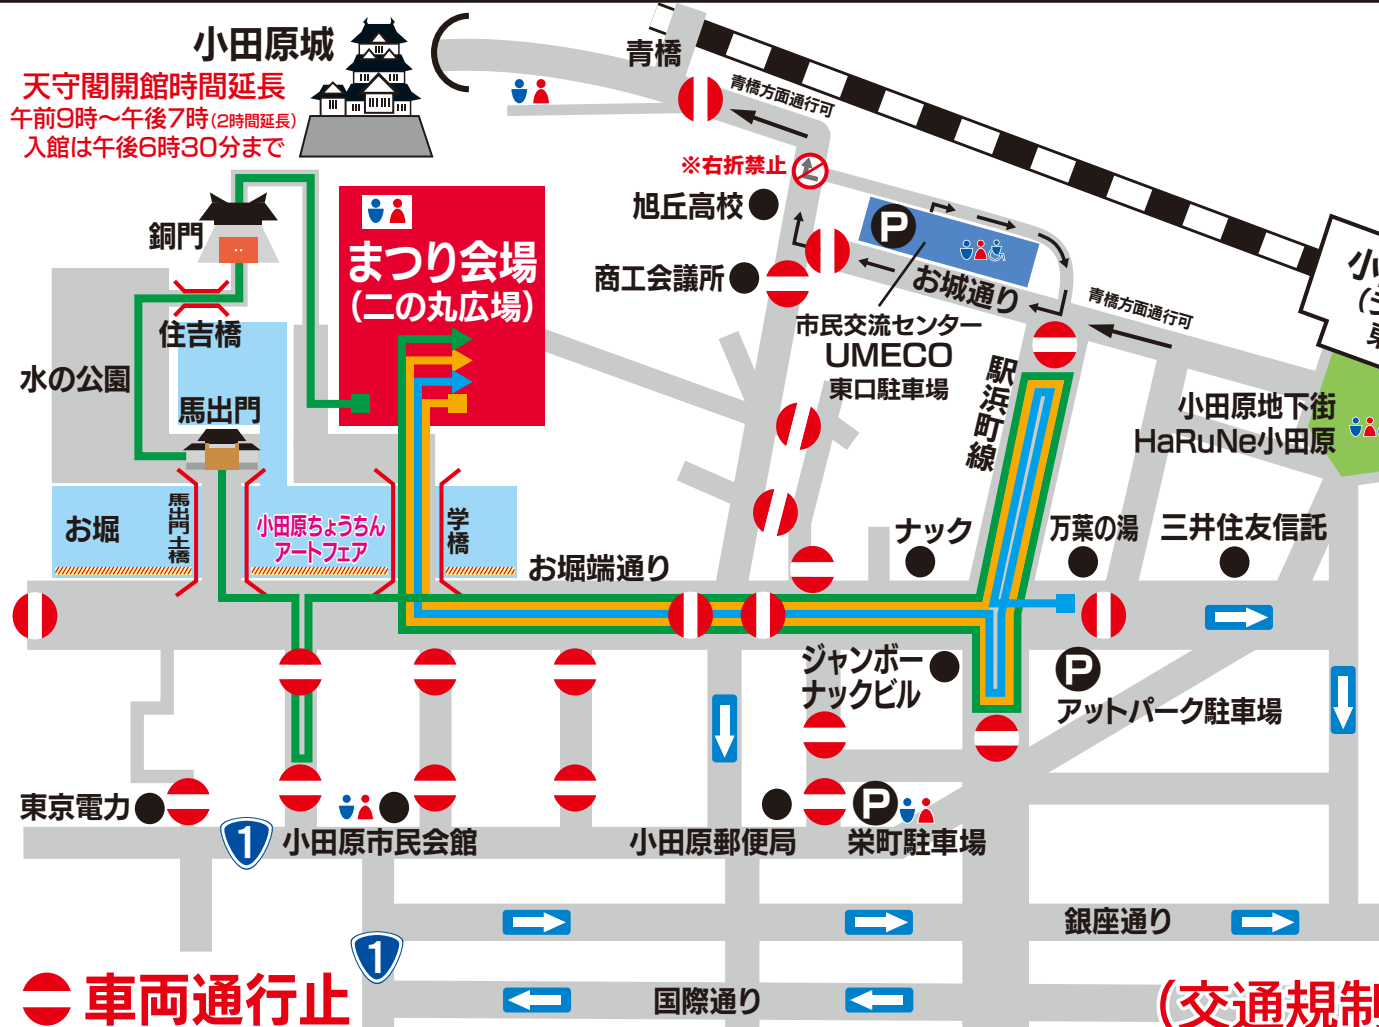 小田原城
天守閣開館時間延長
午前9時～午後7時(2時間延長)
入館は午後6時30分まで
青橋
青橋方面通行可
※右折禁止
旭丘高校
商工会議所
P
お城通り
市民交流センター
UMECO
東口駐車場
青橋方面通行可
小
銅門
まつり会場
(二の丸広場)
住吉橋
水の公園
馬出門
駅浜町線
小田原地下街
HaRuNe小田原
お堀
馬出門土橋
小田原ちょうちん
アートフェア
学橋
お堀端通り
ナック
万葉の湯
三井住友信託
ジャンボー
ナックビル
P
アットパーク駐車場
東京電力
1
小田原市民会館
小田原郵便局
P
栄町駐車場
銀座通り
1
国際通り
車両通行止
(交通規制